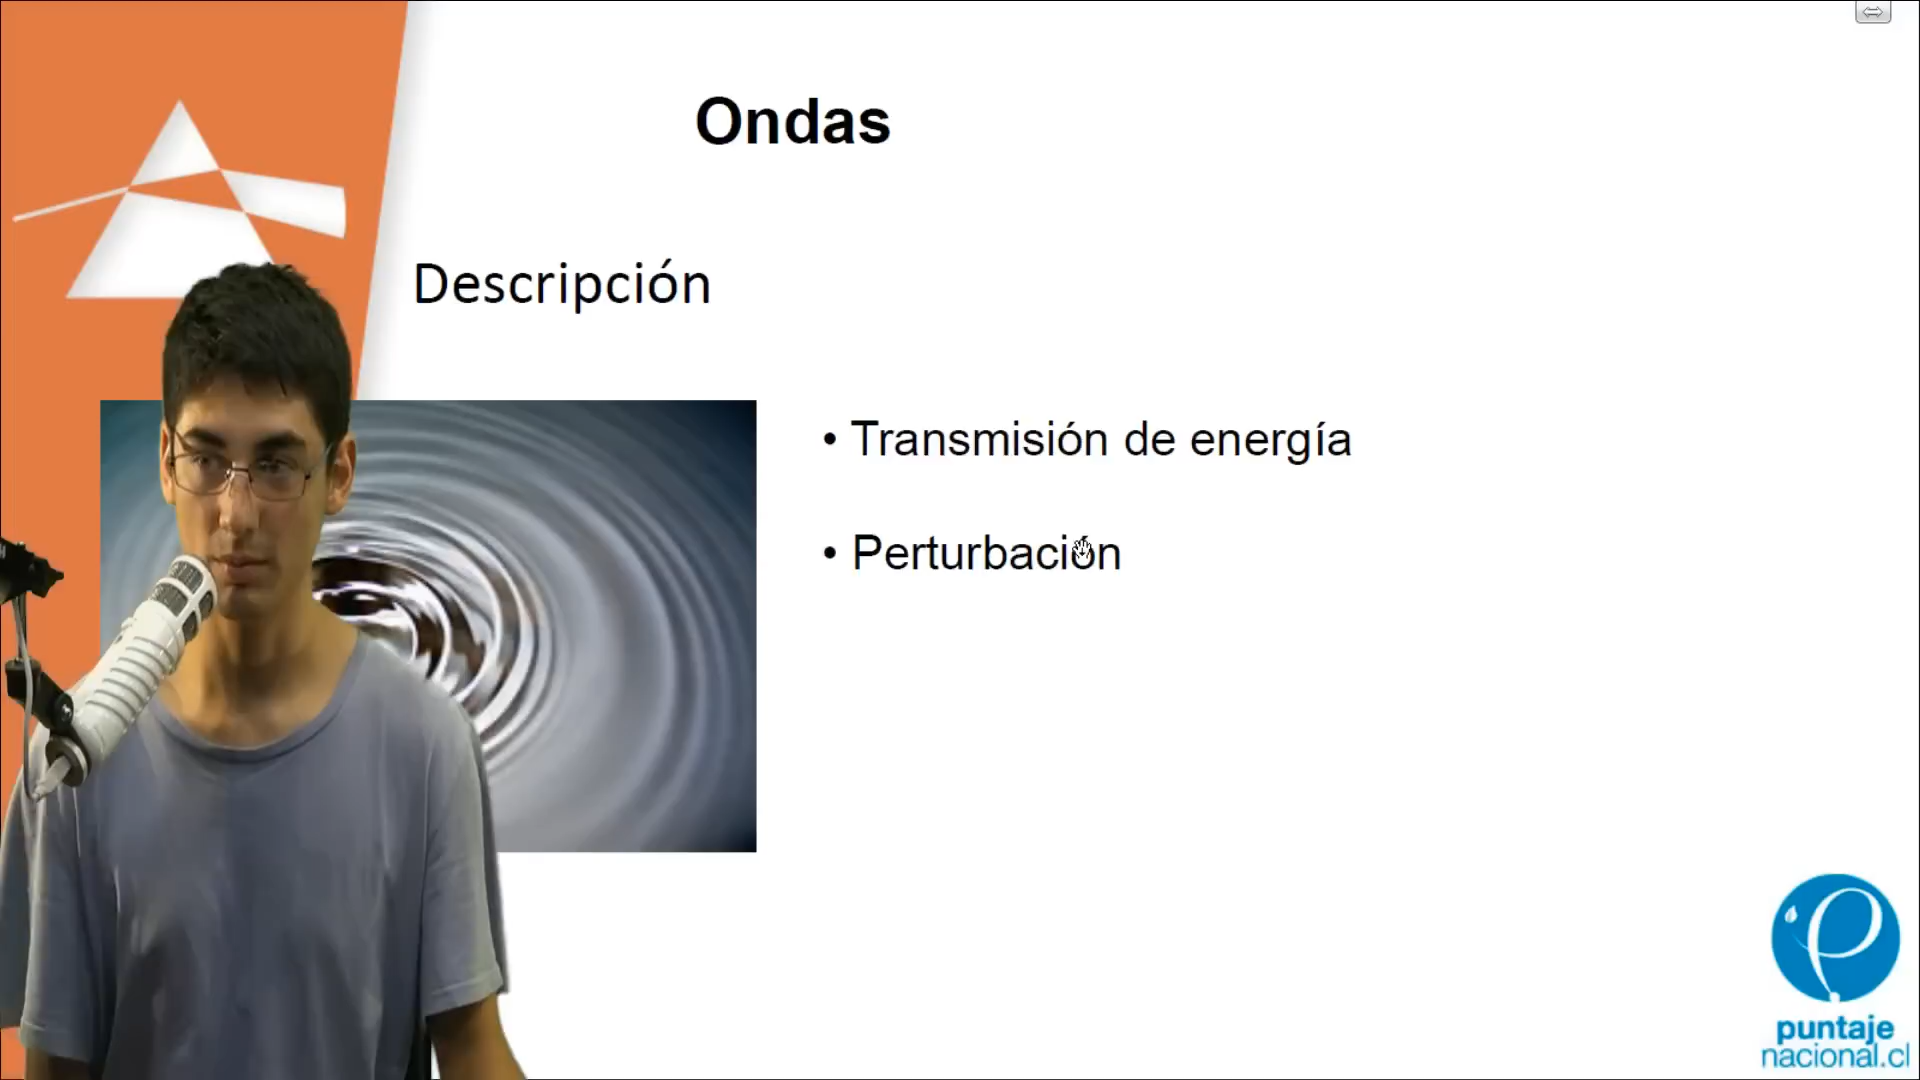 Ondas
Descripción
• Transmisión de energía
• Perturbación
puntaje
nacional.cl